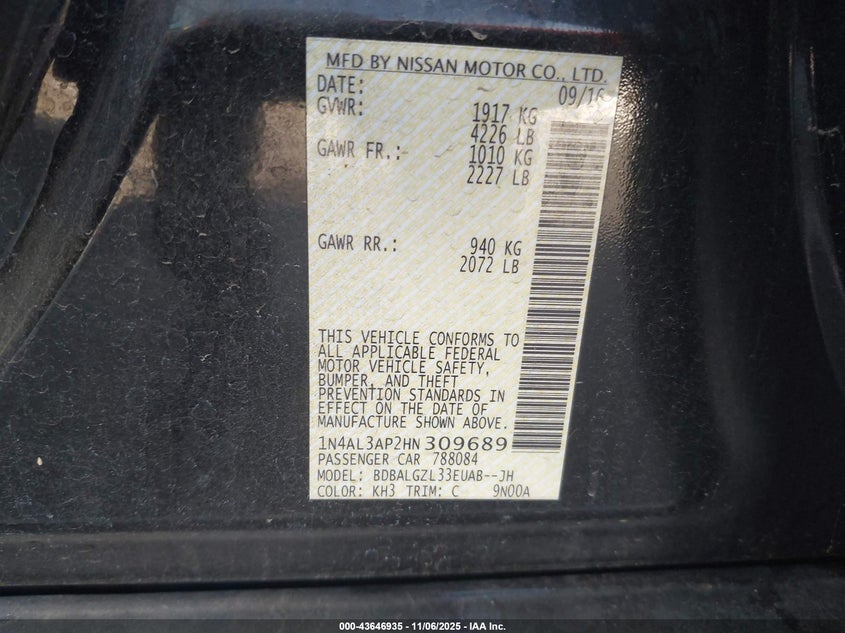 MFD BY NISSAN MOTOR CO., LTD.
DATE: 09/16
GVWR: 1917 KG
4226 LB
GAWR FR.: 1010 KG
2227 LB
GAWR RR.: 940 KG
2072 LB
THIS VEHICLE CONFORMS TO
ALL APPLICABLE FEDERAL
MOTOR VEHICLE SAFETY,
BUMPER, AND THEFT
PREVENTION STANDARDS IN
EFFECT ON THE DATE OF
MANUFACTURE SHOWN ABOVE.
1N4AL3AP2HN 309689
PASSENGER CAR 788084
MODEL: BDBALGZL33EUAB--JH
COLOR: KH3 TRIM: C 9N00A
000-43646935 - 11/06/2025 - IAA Inc.